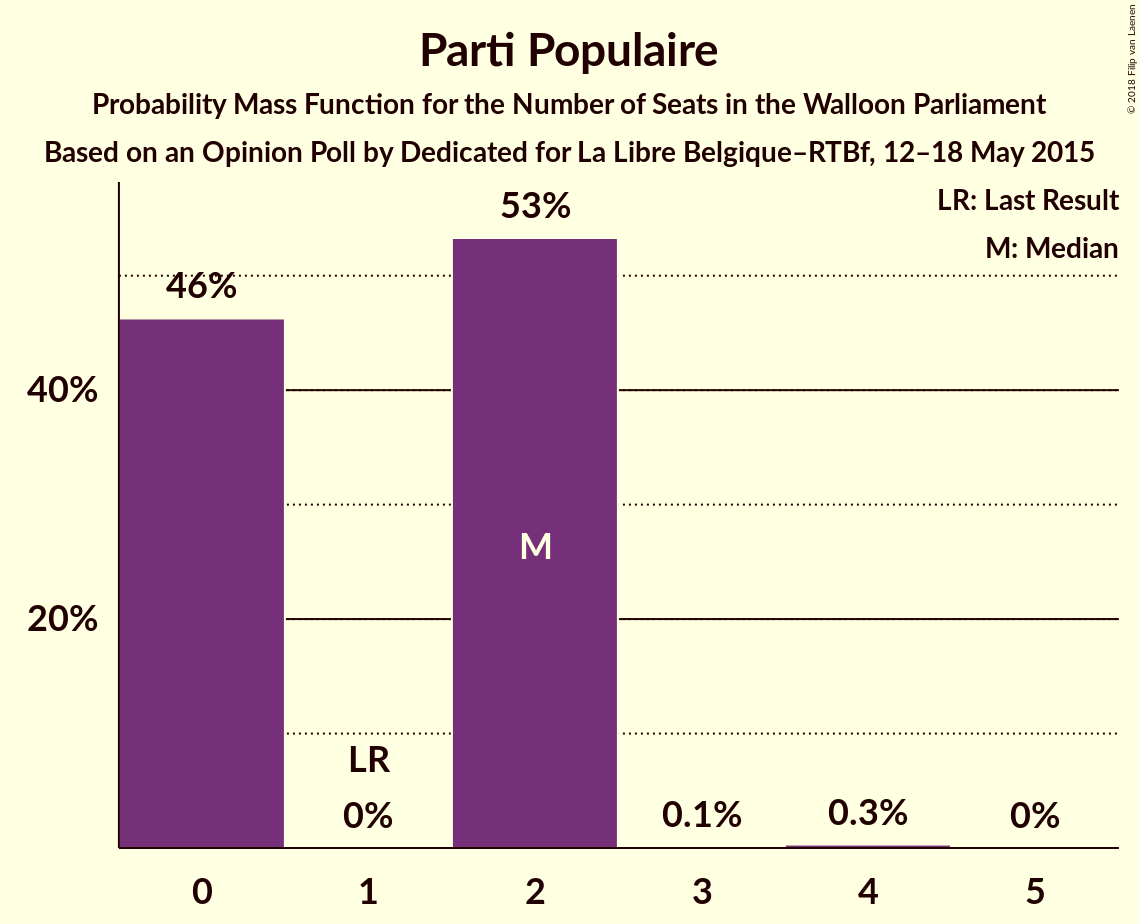 Parti Populaire
Probability Mass Function for the Number of Seats in the Walloon Parliament
Based on an Opinion Poll by Dedicated for La Libre Belgique–RTBf, 12–18 May 2015
© 2018 Filip van Laenen
LR: Last Result
M: Median
53%
46%
40%
M
20%
LR
0%
0.1%
0.3%
0%
0 1 2 3 4 5